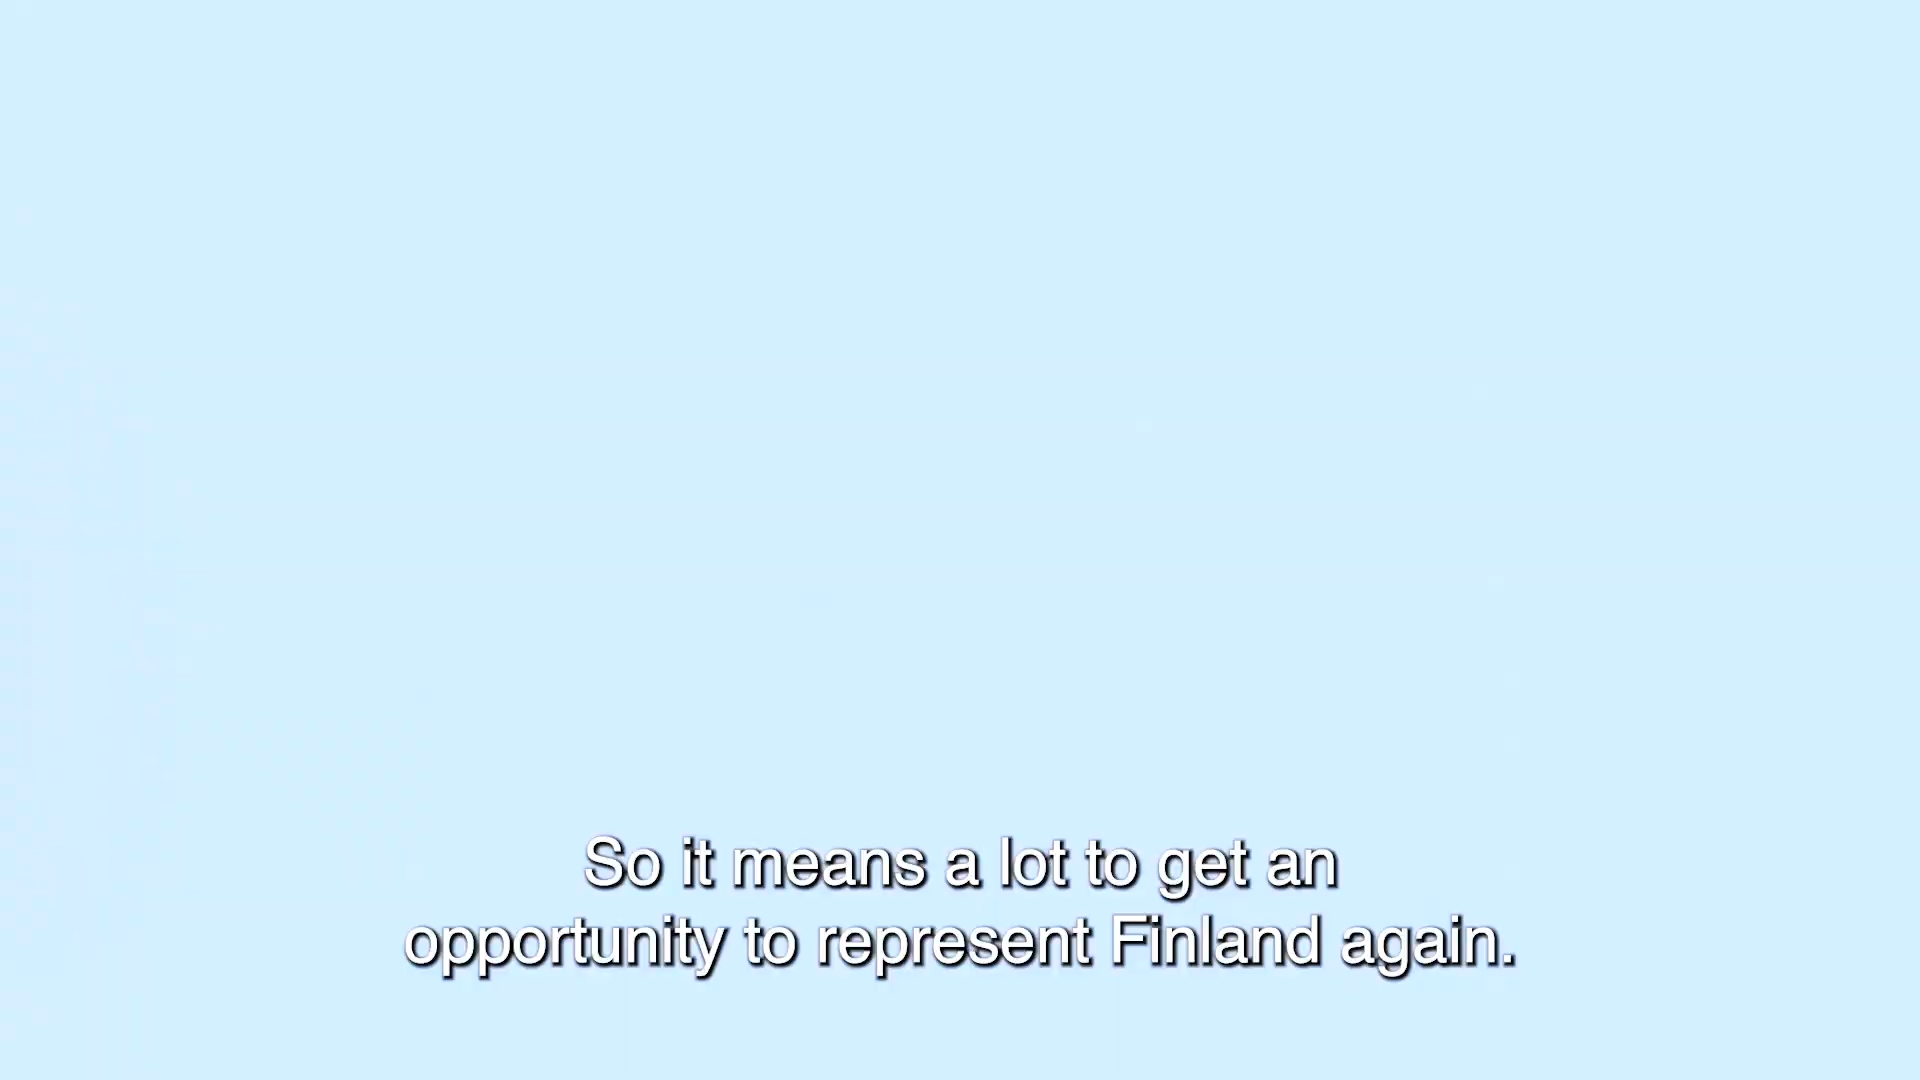 So it means a lot to get an
opportunity to represent Finland again.